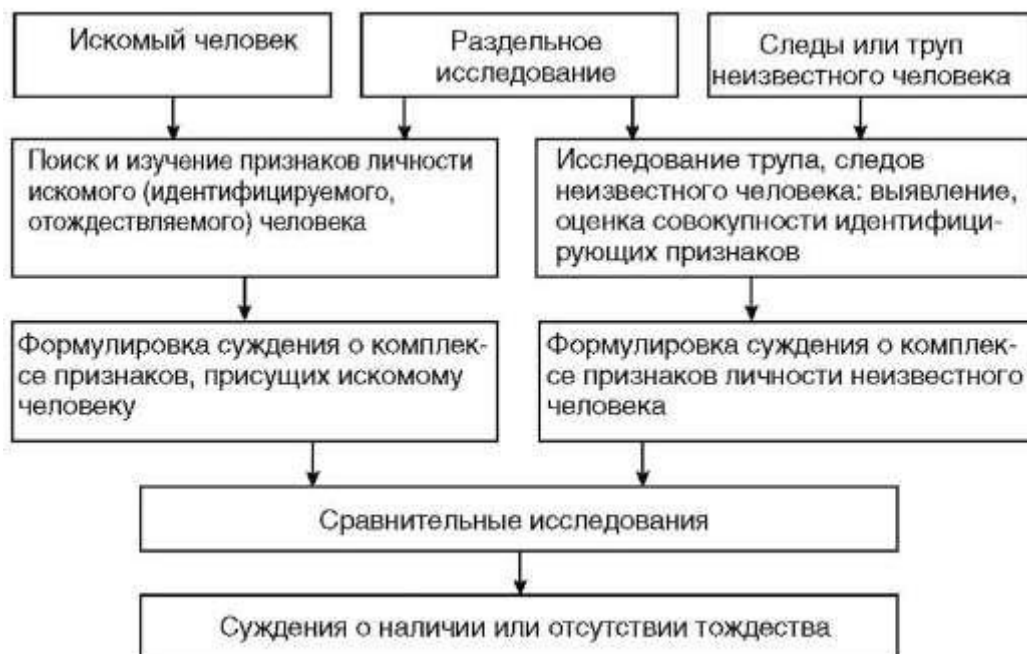 Искомый человек
Раздельное
исследование
Следы или труп
неизвестного человека
Поиск и изучение признаков личности
искомого (идентифицируемого,
отождествляемого) человека
Исследование трупа, следов
неизвестного человека: выявление,
оценка совокупности идентифици-
рующих признаков
Формулировка суждения о комплек-
се признаков, присущих искомому
человеку
Формулировка суждения о комплек-
се признаков личности неизвестного
человека
Сравнительные исследования
Суждения о наличии или отсутствии тождества